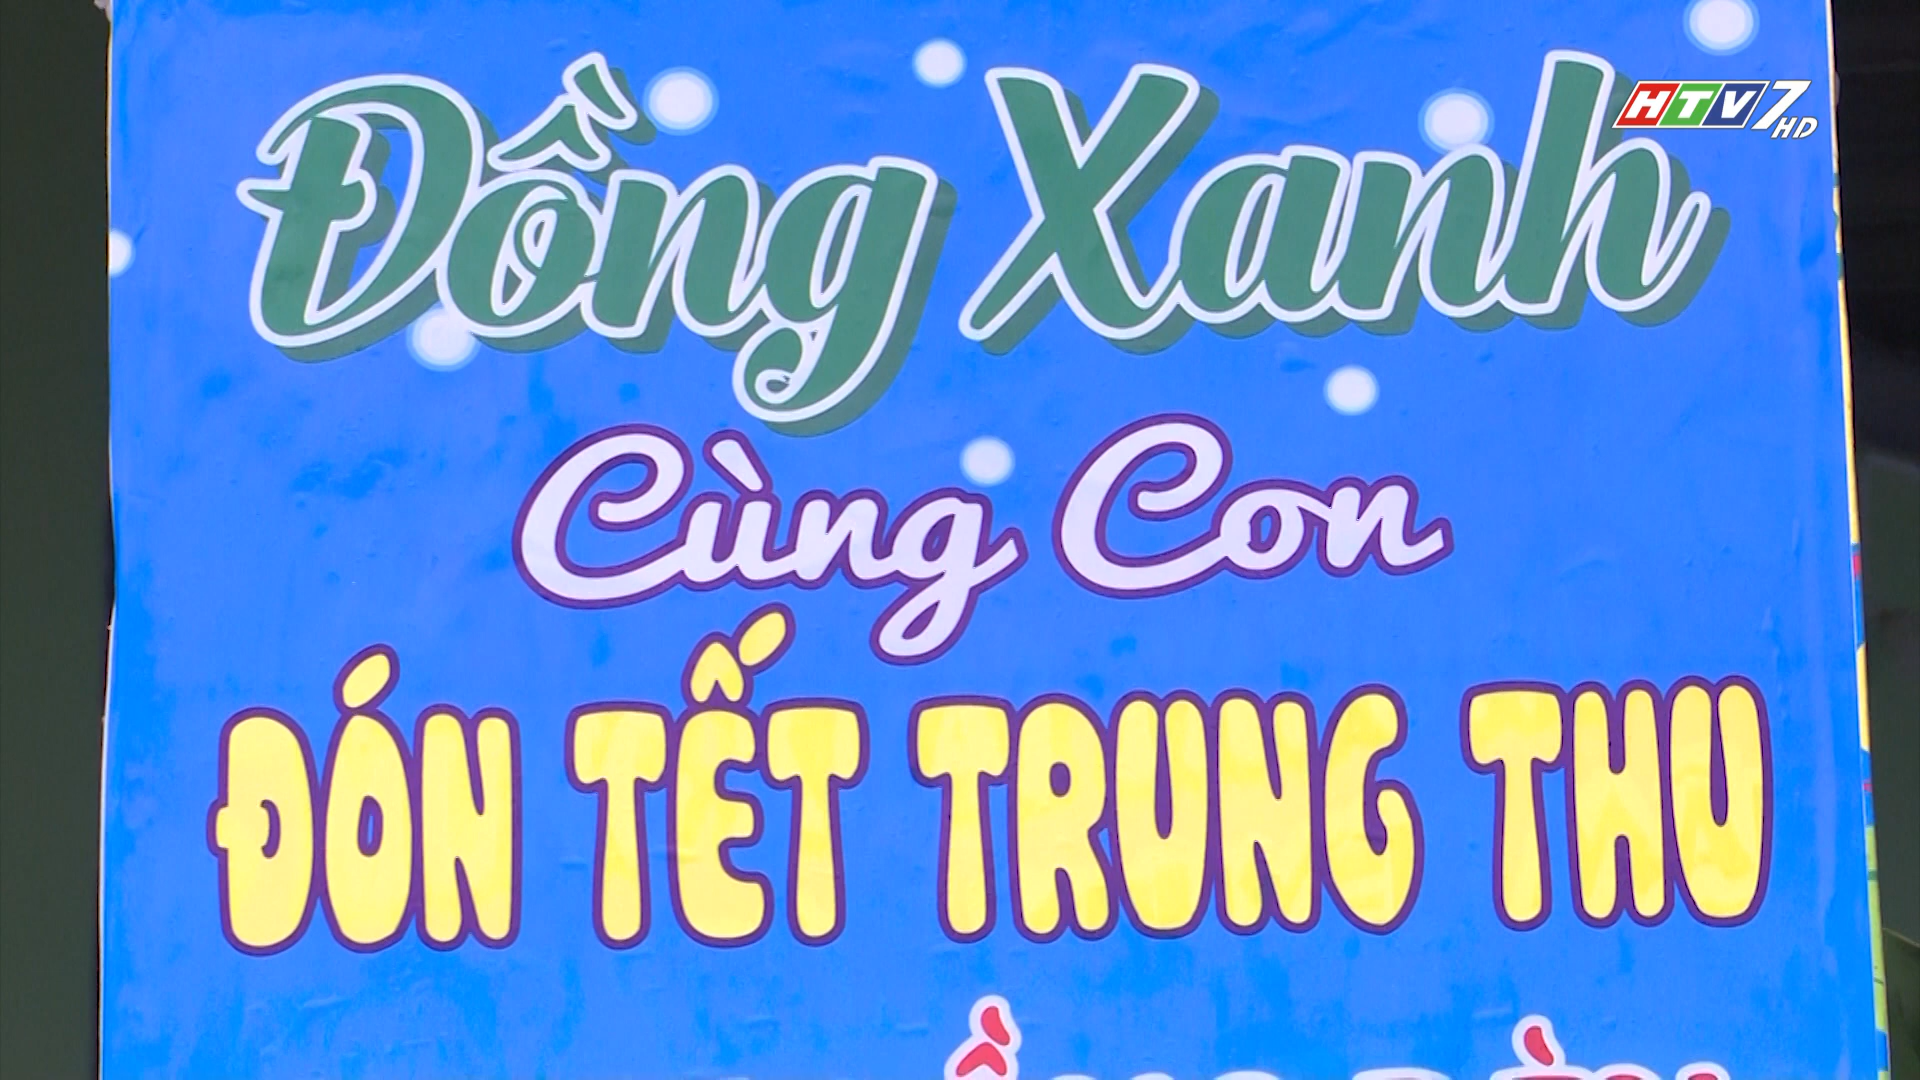 HTV7 HD
Đồng Xanh
Cùng Con
ĐÓN TẾT TRUNG THU